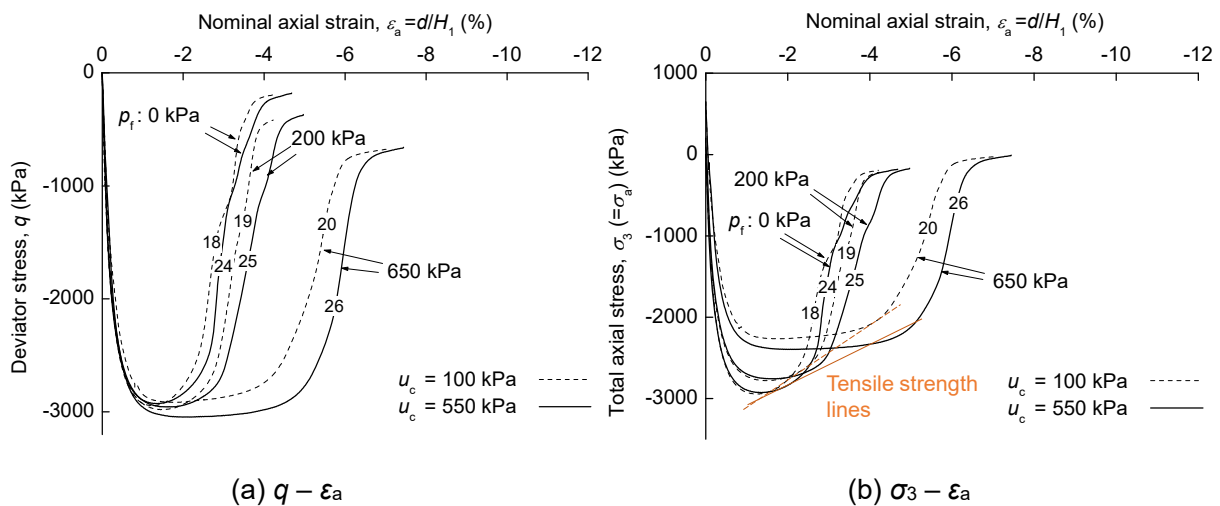 Nominal axial strain, εa=d/H1 (%)
0 -2 -4 -6 -8 -10 -12
0
-1000
-2000
-3000
Deviator stress, q (kPa)
pf: 0 kPa
200 kPa
650 kPa
18
24
19
25
20
26
uc = 100 kPa
uc = 550 kPa
(a) q – εa
Nominal axial strain, εa=d/H1 (%)
0 -2 -4 -6 -8 -10 -12
1000
0
-1000
-2000
-3000
Total axial stress, σ3 (=σa) (kPa)
200 kPa
pf: 0 kPa
650 kPa
18
24
19
25
20
26
Tensile strength
lines
uc = 100 kPa
uc = 550 kPa
(b) σ3 – εa